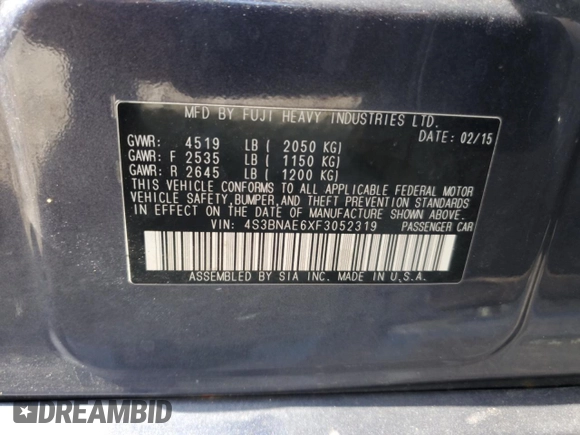 MFD BY FUJI HEAVY INDUSTRIES LTD.
DATE: 02/15
GVWR: 4519 LB ( 2050 KG)
GAWR: F 2535 LB ( 1150 KG)
GAWR: R 2645 LB ( 1200 KG)
THIS VEHICLE CONFORMS TO ALL APPLICABLE FEDERAL MOTOR
VEHICLE SAFETY, BUMPER, AND THEFT PREVENTION STANDARDS
IN EFFECT ON THE DATE OF MANUFACTURE SHOWN ABOVE.
VIN: 4S3BNAE6XF3052319 PASSENGER CAR
ASSEMBLED BY SIA INC. MADE IN U.S.A.
DREAMBID